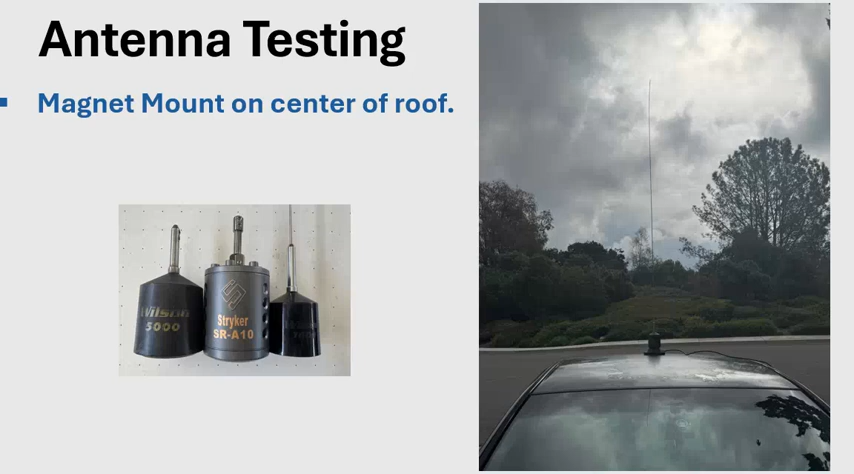 Antenna Testing
Magnet Mount on center of roof.
Wilson
5000
Stryker
SR-A10